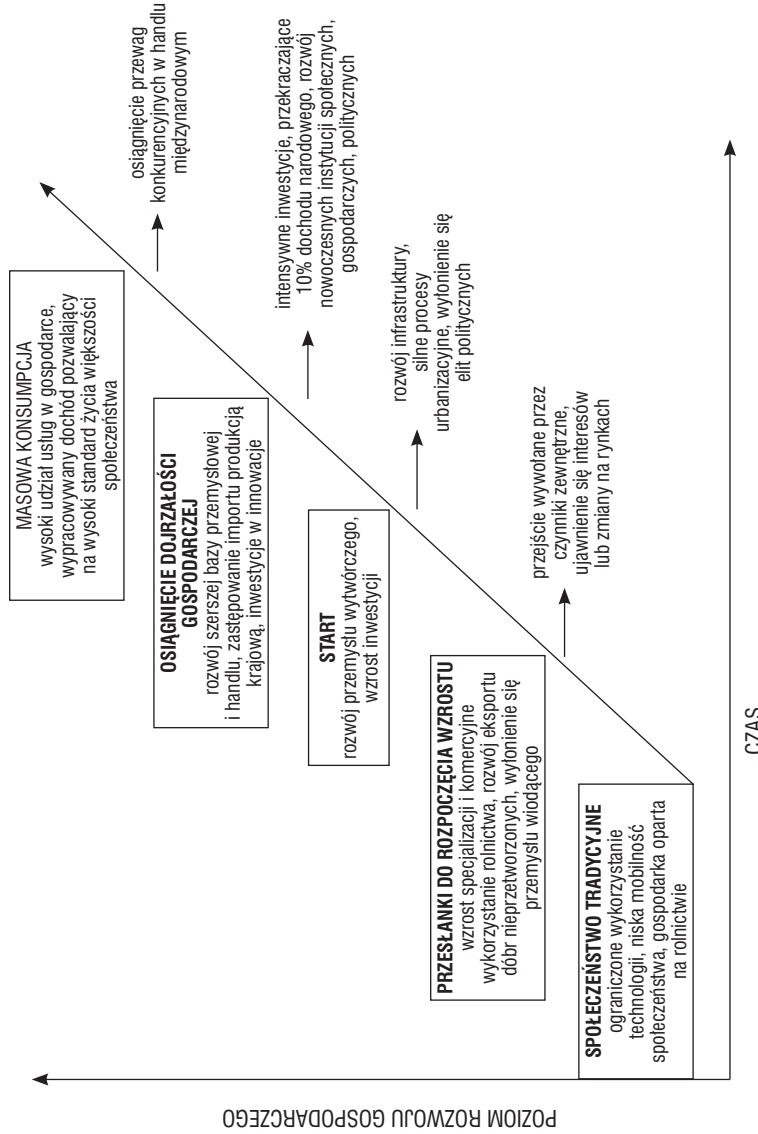 MASOWA KONSUMPCJA
wysoki udział usług w gospodarce,
wypracowywany dochód pozwalający
na wysoki standard życia większości
społeczeństwa
osiągnięcie przewag
konkurencyjnych w handlu
międzynarodowym
OSIĄGNIĘCIE DOJRZAŁOŚCI
GOSPODARCZEJ
rozwój szerszej bazy przemysłowej
i handlu, zastępowanie importu produkcją
krajową, inwestycje w innowacje
intensywne inwestycje, przekraczające
10% dochodu narodowego, rozwój
nowoczesnych instytucji społecznych,
gospodarczych, politycznych
START
rozwój przemysłu wytwórczego,
wzrost inwestycji
rozwój infrastruktury,
silne procesy
urbanizacyjne, wyłonienie się
elit politycznych
PRZESŁANKI DO ROZPOCZĘCIA WZROSTU
wzrost specjalizacji i komercyjne
wykorzystanie rolnictwa, rozwój eksportu
dóbr nieprzetworzonych, wyłonienie się
przemysłu wiodącego
przejście wywołane przez
czynniki zewnętrzne,
ujawnienie się interesów
lub zmiany na rynkach
SPOŁECZEŃSTWO TRADYCYJNE
ograniczone wykorzystanie
technologii, niska mobilność
społeczeństwa, gospodarka oparta
na rolnictwie
POZIOM ROZWOJU GOSPODARCZEGO
CZAS